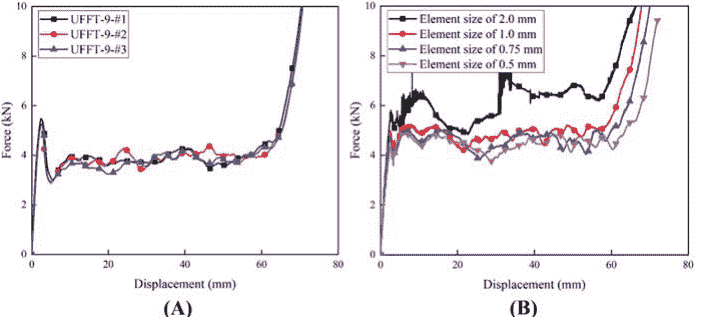 10
8
6
4
2
0
0
20
40
60
80
Force (kN)
Displacement (mm)
UFFT-9-#1
UFFT-9-#2
UFFT-9-#3
(A)
10
8
6
4
2
0
0
20
40
60
80
Force (kN)
Displacement (mm)
Element size of 2.0 mm
Element size of 1.0 mm
Element size of 0.75 mm
Element size of 0.5 mm
(B)